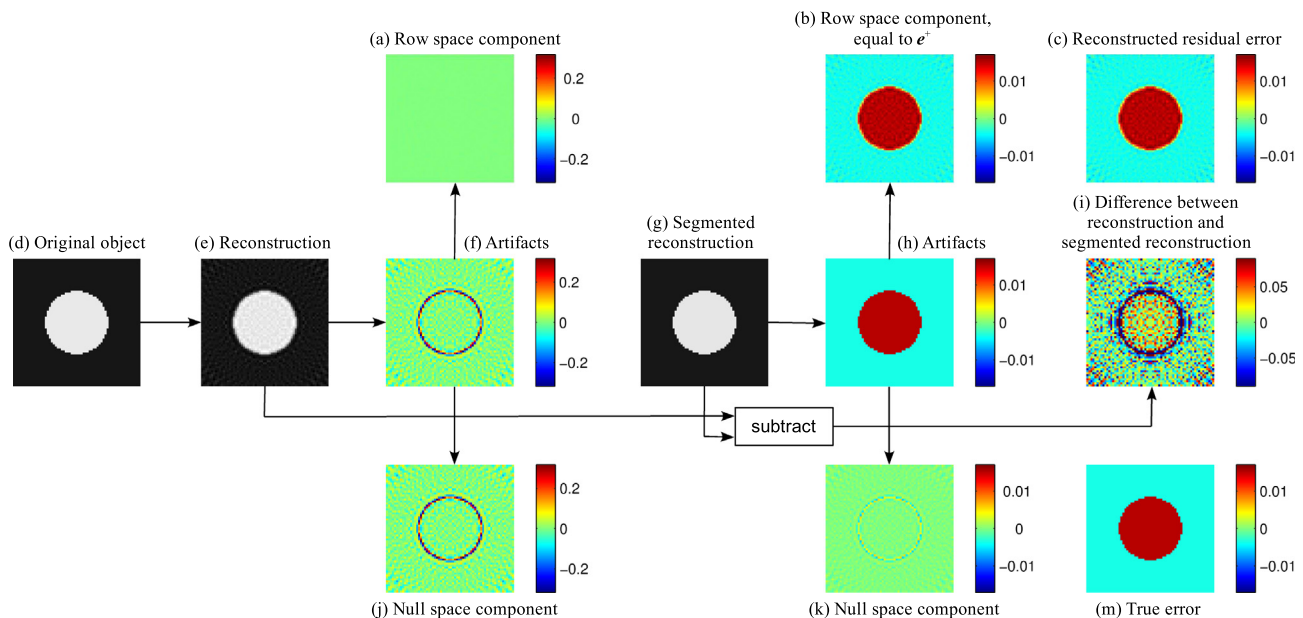 (a) Row space component
0.2
0
−0.2
(b) Row space component,
equal to e⁺
0.01
0
−0.01
(c) Reconstructed residual error
0.01
0
−0.01
(d) Original object
(e) Reconstruction
(f) Artifacts
0.2
0
−0.2
(g) Segmented
reconstruction
(h) Artifacts
0.01
0
−0.01
(i) Difference between
reconstruction and
segmented reconstruction
0.05
0
−0.05
subtract
0.2
0
−0.2
(j) Null space component
0.01
0
−0.01
(k) Null space component
0.01
0
−0.01
(m) True error